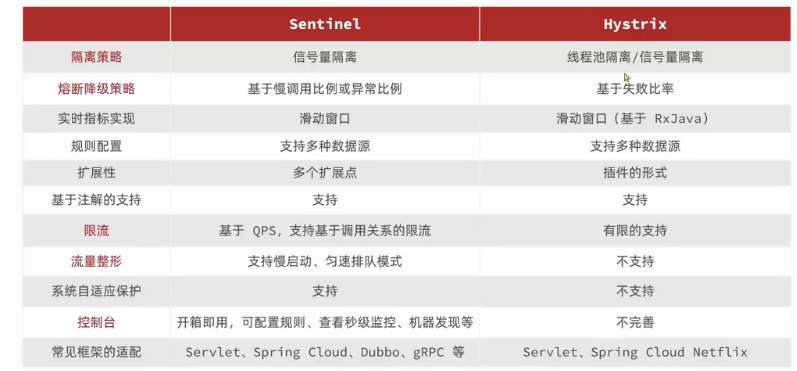 Sentinel Hystrix
隔离策略 信号量隔离 线程池隔离/信号量隔离
熔断降级策略 基于慢调用比例或异常比例 基于失败比率
实时指标实现 滑动窗口 滑动窗口（基于 RxJava）
规则配置 支持多种数据源 支持多种数据源
扩展性 多个扩展点 插件的形式
基于注解的支持 支持 支持
限流 基于 QPS，支持基于调用关系的限流 有限的支持
流量整形 支持慢启动、匀速排队模式 不支持
系统自适应保护 支持 不支持
控制台 开箱即用，可配置规则、查看秒级监控、机器发现等 不完善
常见框架的适配 Servlet、Spring Cloud、Dubbo、gRPC 等 Servlet、Spring Cloud Netflix